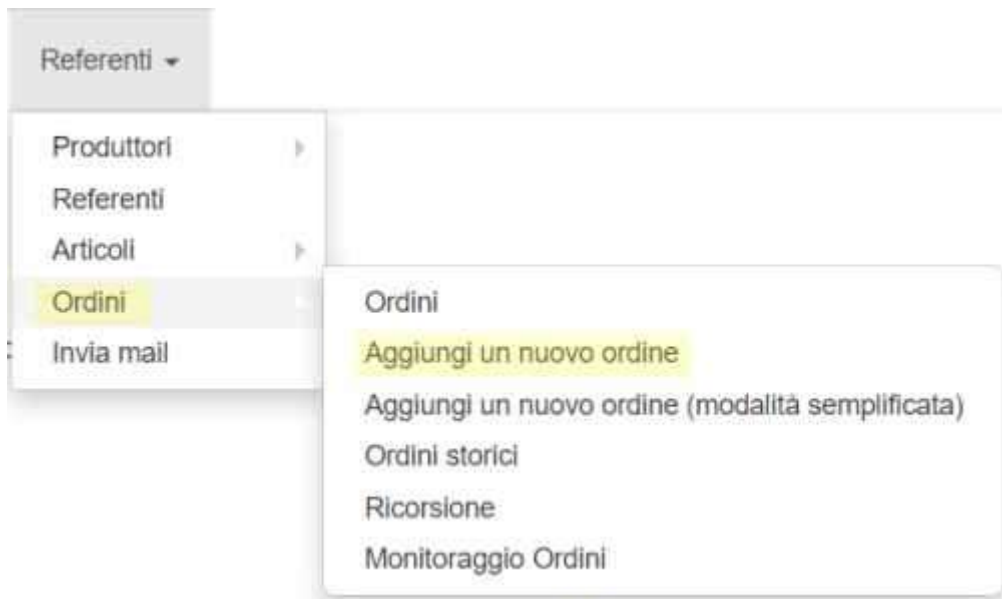 Referenti
Produttori
Referenti
Articoli
Ordini
Invia mail
Ordini
Aggiungi un nuovo ordine
Aggiungi un nuovo ordine (modalità semplificata)
Ordini storici
Ricorsione
Monitoraggio Ordini